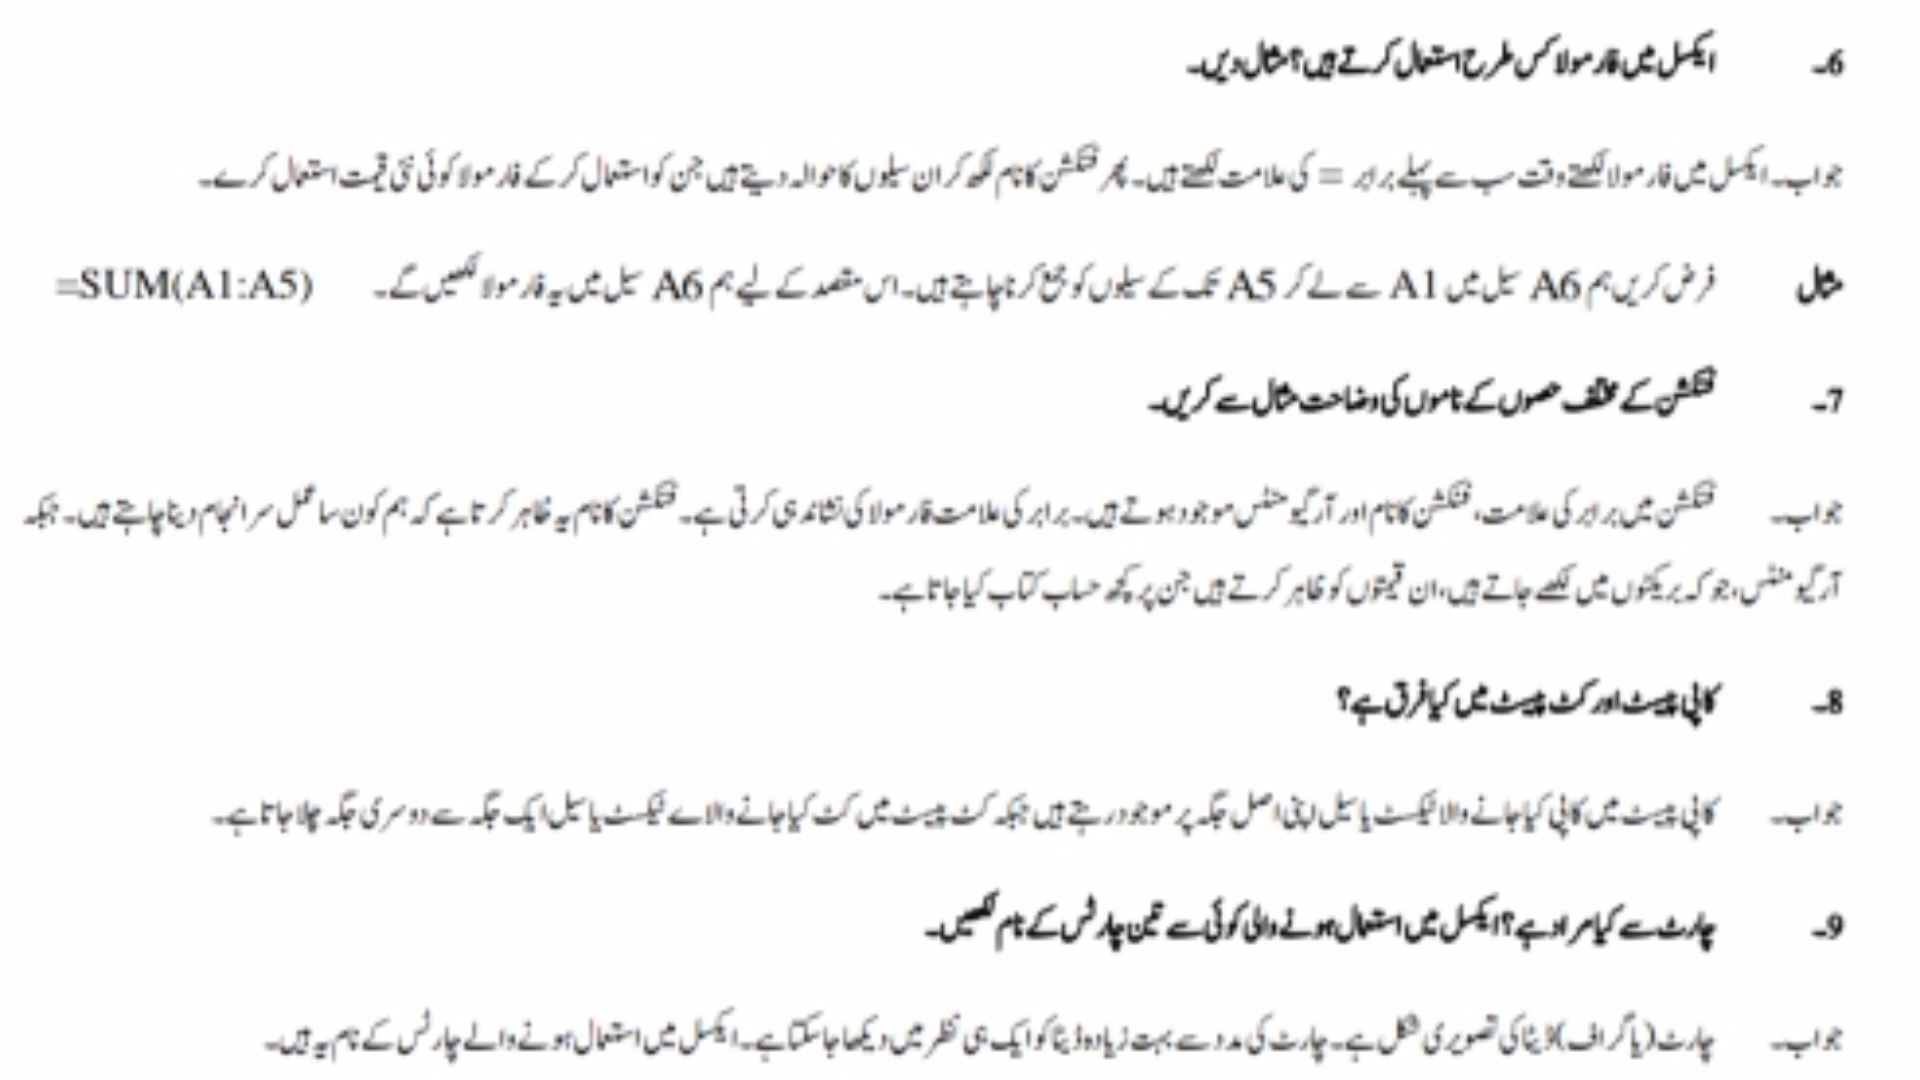 6۔ ایکسل میں فارمولا کس طرح استعمال کرتے ہیں؟ مثال دیں۔
جواب۔ ایکسل میں فارمولا لکھتے وقت سب سے پہلے برابر = کی علامت لکھتے ہیں۔ پھر فنکشن کا نام لکھ کر ان سیلوں کا حوالہ دیتے ہیں جن کو استعمال کر کے فارمولا کوئی نئی قیمت استعمال کرے۔
مثال فرض کریں ہم A6 سیل میں A1 سے لے کر A5 تک کے سیلوں کو جمع کرنا چاہتے ہیں۔ اس مقصد کے لیے ہم A6 سیل میں یہ فارمولا لکھیں گے۔ =SUM(A1:A5)
7۔ فنکشن کے مختلف حصوں کے ناموں کی وضاحت مثال سے کریں۔
جواب۔ فنکشن میں برابر کی علامت، فنکشن کا نام اور آرگیومنٹس موجود ہوتے ہیں۔ برابر کی علامت فارمولا کی نشاندہی کرتی ہے۔ فنکشن کا نام یہ ظاہر کرتا ہے کہ ہم کون سا عمل سرانجام دینا چاہتے ہیں۔ جبکہ
آرگیومنٹس، جو کہ بریکٹوں میں لکھے جاتے ہیں، ان قیمتوں کو ظاہر کرتے ہیں جن پر کچھ حساب کتاب کیا جاتا ہے۔
8۔ کاپی پیسٹ اور کٹ پیسٹ میں کیا فرق ہے؟
جواب۔ کاپی پیسٹ میں کاپی کیا جانے والا ٹیکسٹ یا سیل اپنی اصل جگہ پر موجود رہتے ہیں جبکہ کٹ پیسٹ میں کٹ کیا جانے والاے ٹیکسٹ یا سیل ایک جگہ سے دوسری جگہ چلا جاتا ہے۔
9۔ چارٹ سے کیا مراد ہے؟ ایکسل میں استعمال ہونے والی کوئی سے تین چارٹس کے نام لکھیں۔
جواب۔ چارٹ (یا گراف) ڈیٹا کی تصویری شکل ہے۔ چارٹ کی مدد سے بہت زیادہ ڈیٹا کو ایک ہی نظر میں دیکھا جا سکتا ہے۔ ایکسل میں استعمال ہونے والے چارٹس کے نام یہ ہیں۔